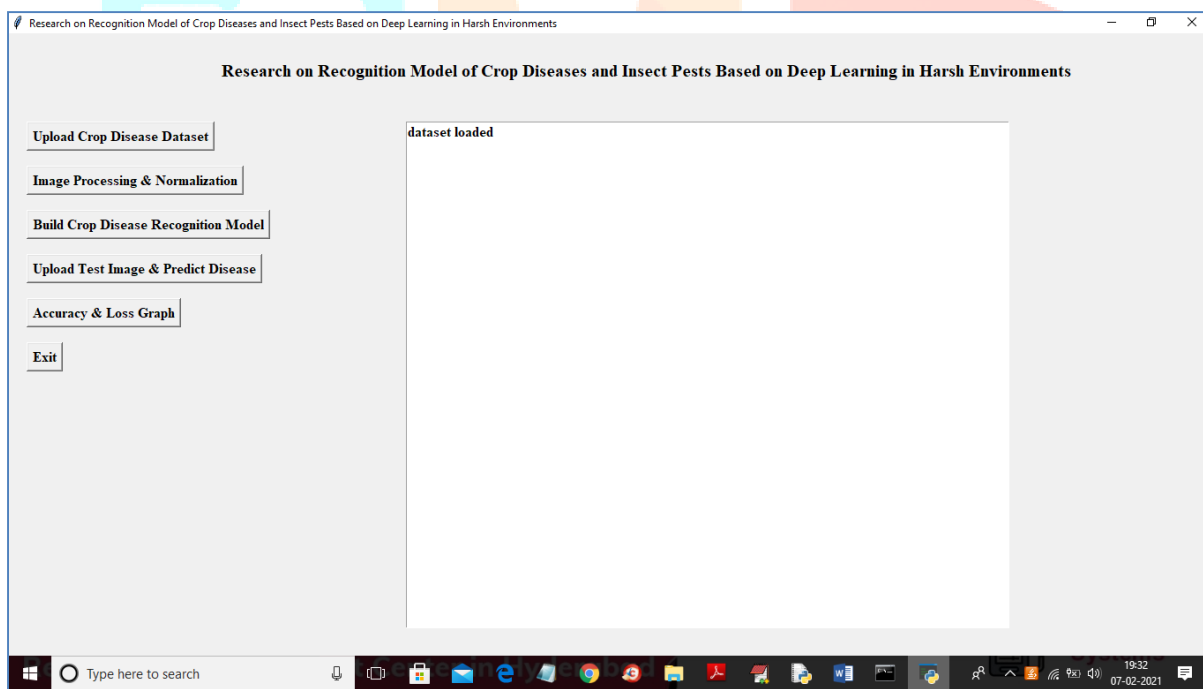 Research on Recognition Model of Crop Diseases and Insect Pests Based on Deep Learning in Harsh Environments
Research on Recognition Model of Crop Diseases and Insect Pests Based on Deep Learning in Harsh Environments
Upload Crop Disease Dataset
dataset loaded
Image Processing & Normalization
Build Crop Disease Recognition Model
Upload Test Image & Predict Disease
Accuracy & Loss Graph
Exit
Type here to search
19:32
07-02-2021